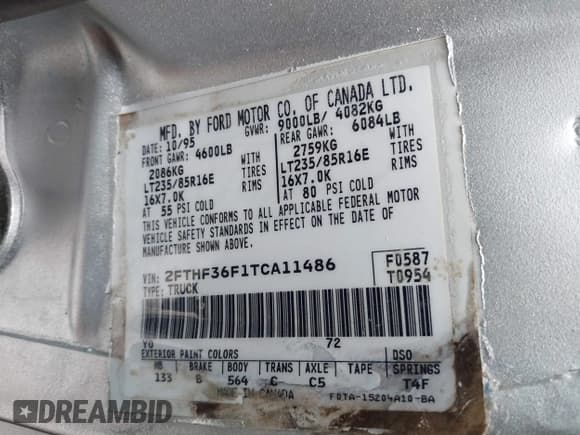 MFD. BY FORD MOTOR CO. OF CANADA LTD.
DATE: 10/95 GVWR: 9000LB/ 4082KG
FRONT GAWR: 4600LB REAR GAWR: 6084LB
2086KG 2759KG
LT235/85R16E TIRES LT235/85R16E TIRES
16X7.0K RIMS 16X7.0K RIMS
AT 55 PSI COLD AT 80 PSI COLD
THIS VEHICLE CONFORMS TO ALL APPLICABLE FEDERAL MOTOR
VEHICLE SAFETY STANDARDS IN EFFECT ON THE DATE OF
MANUFACTURE SHOWN ABOVE.
VIN: 2FTHF36F1TCA11486 F0587
TYPE: TRUCK T0954
YO 72
EXTERIOR PAINT COLORS DSO
WB BRAKE BODY TRANS AXLE TAPE SPRINGS
133 B 564 C C5 T4F
MADE IN CANADA F0TA-15204A10-BA
DREAMBID